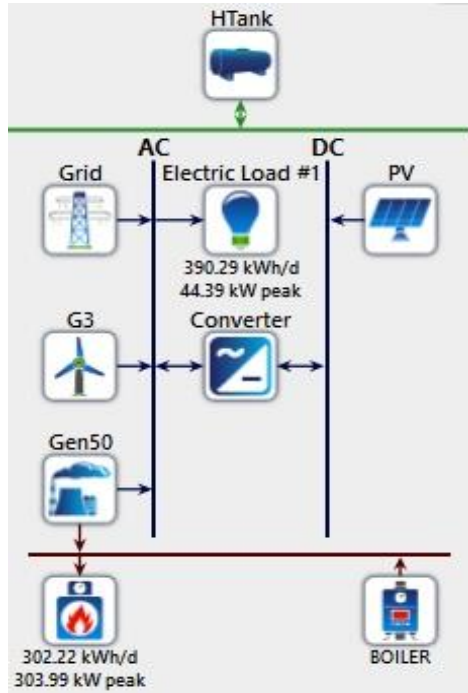 HTank
AC
DC
Grid
Electric Load #1
PV
390.29 kWh/d
44.39 kW peak
G3
Converter
Gen50
302.22 kWh/d
303.99 kW peak
BOILER